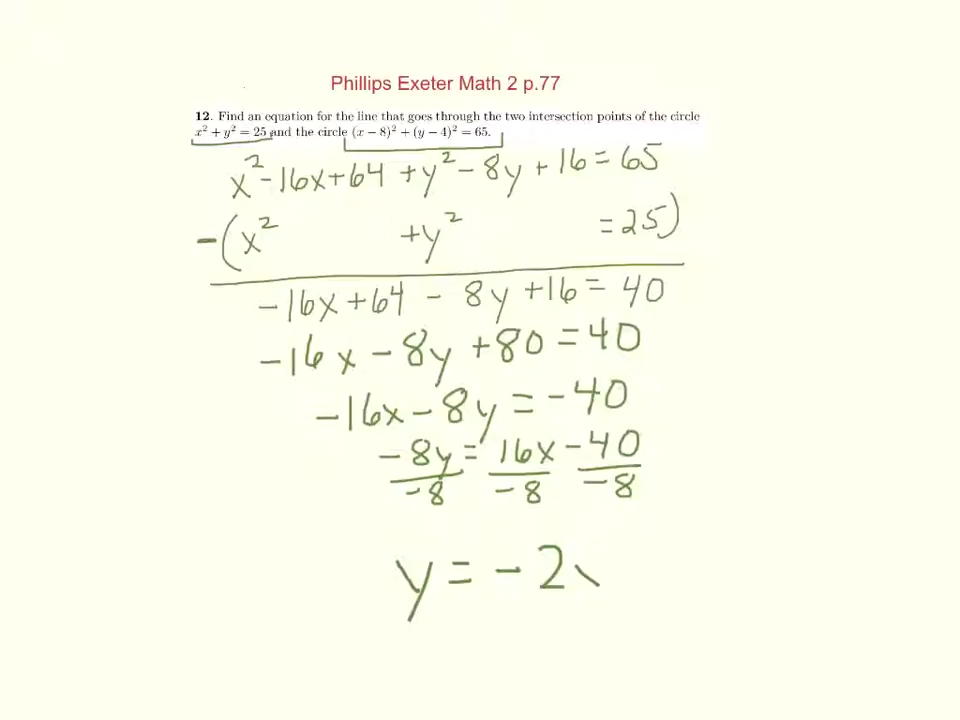 Phillips Exeter Math 2 p.77
12. Find an equation for the line that goes through the two intersection points of the circle
x² + y² = 25 and the circle (x − 8)² + (y − 4)² = 65.
x² - 16x + 64 + y² - 8y + 16 = 65
- (x² + y² = 25)
- 16x + 64 - 8y + 16 = 40
- 16x - 8y + 80 = 40
- 16x - 8y = - 40
- 8y = 16x - 40
-8 -8 -8
y = - 2